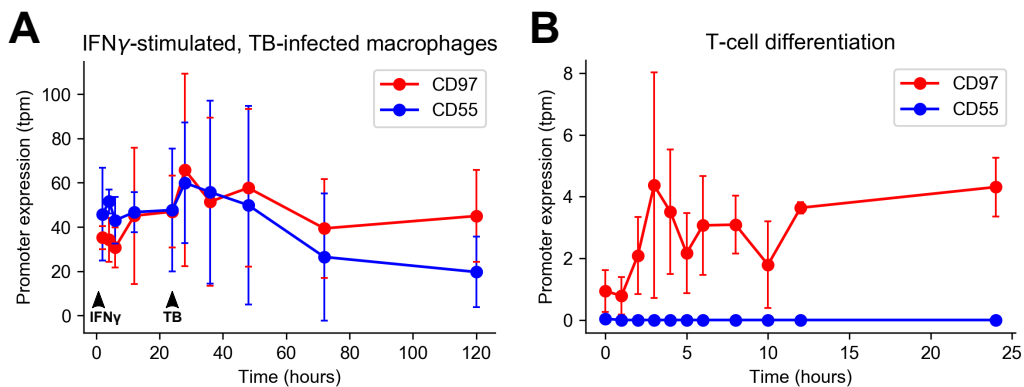 A
IFNγ-stimulated, TB-infected macrophages
Promoter expression (tpm)
100
80
60
40
20
0
CD97
CD55
IFNγ
TB
0
20
40
60
80
100
120
Time (hours)
B
T-cell differentiation
Promoter expression (tpm)
8
6
4
2
0
CD97
CD55
0
5
10
15
20
25
Time (hours)